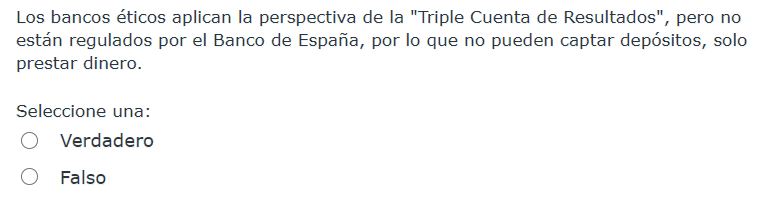 Los bancos éticos aplican la perspectiva de la "Triple Cuenta de Resultados", pero no
están regulados por el Banco de España, por lo que no pueden captar depósitos, solo
prestar dinero.
Seleccione una:
Verdadero
Falso